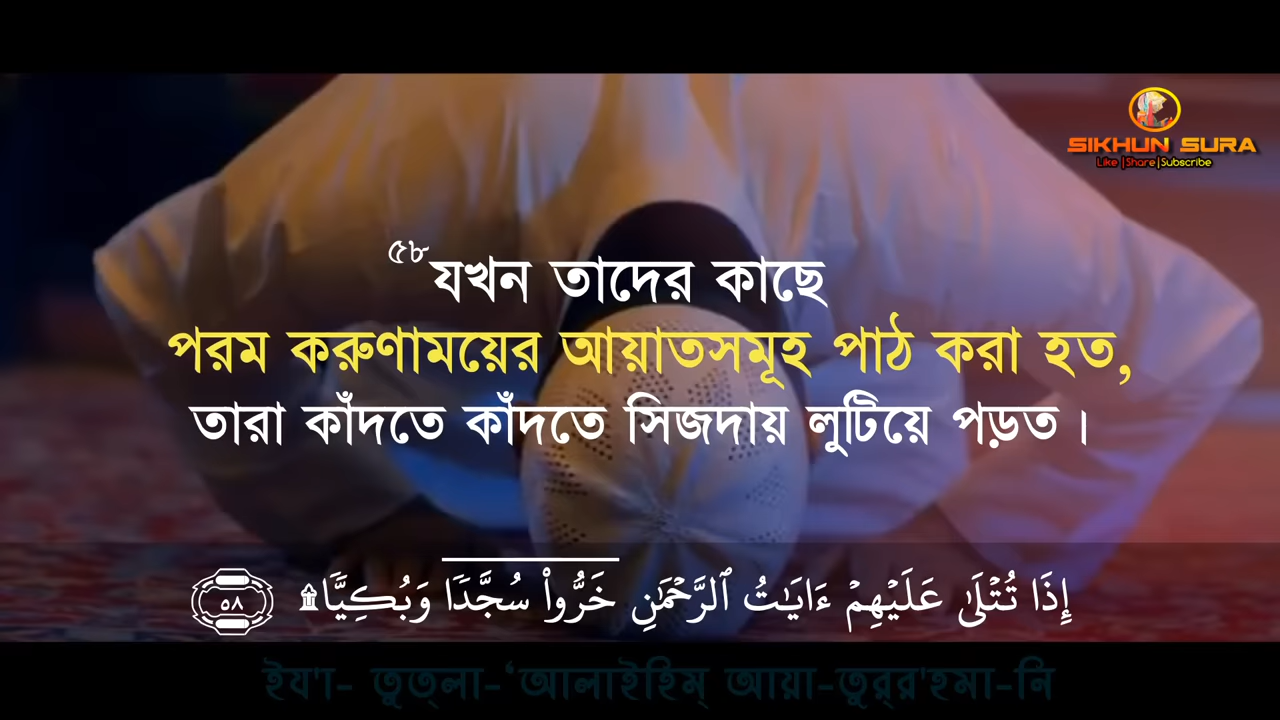 SIKHUN SURA
Like |Share|Subscribe
৫৮যখন তাদের কাছে
পরম করুণাময়ের আয়াতসমূহ পাঠ করা হত,
তারা কাঁদতে কাঁদতে সিজদায় লুটিয়ে পড়ত।
إِذَا تُتْلَىٰ عَلَيْهِمْ ءَايَـٰتُ ٱلرَّحْمَـٰنِ خَرُّوا۟ سُجَّدًا وَبُكِيًّا ۩ ٥٨
ইয'া- তুত্লা-‘আলাইহিম্ আয়া-তুর্র'হমা-নি